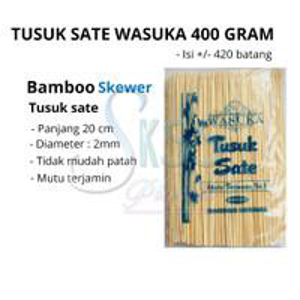 TUSUK SATE WASUKA 400 GRAM
- Isi +/- 420 batang
Bamboo Skewer
Tusuk sate
- Panjang 20 cm
- Diameter : 2mm
- Tidak mudah patah
- Mutu terjamin
WASUKA
Tusuk
Sate